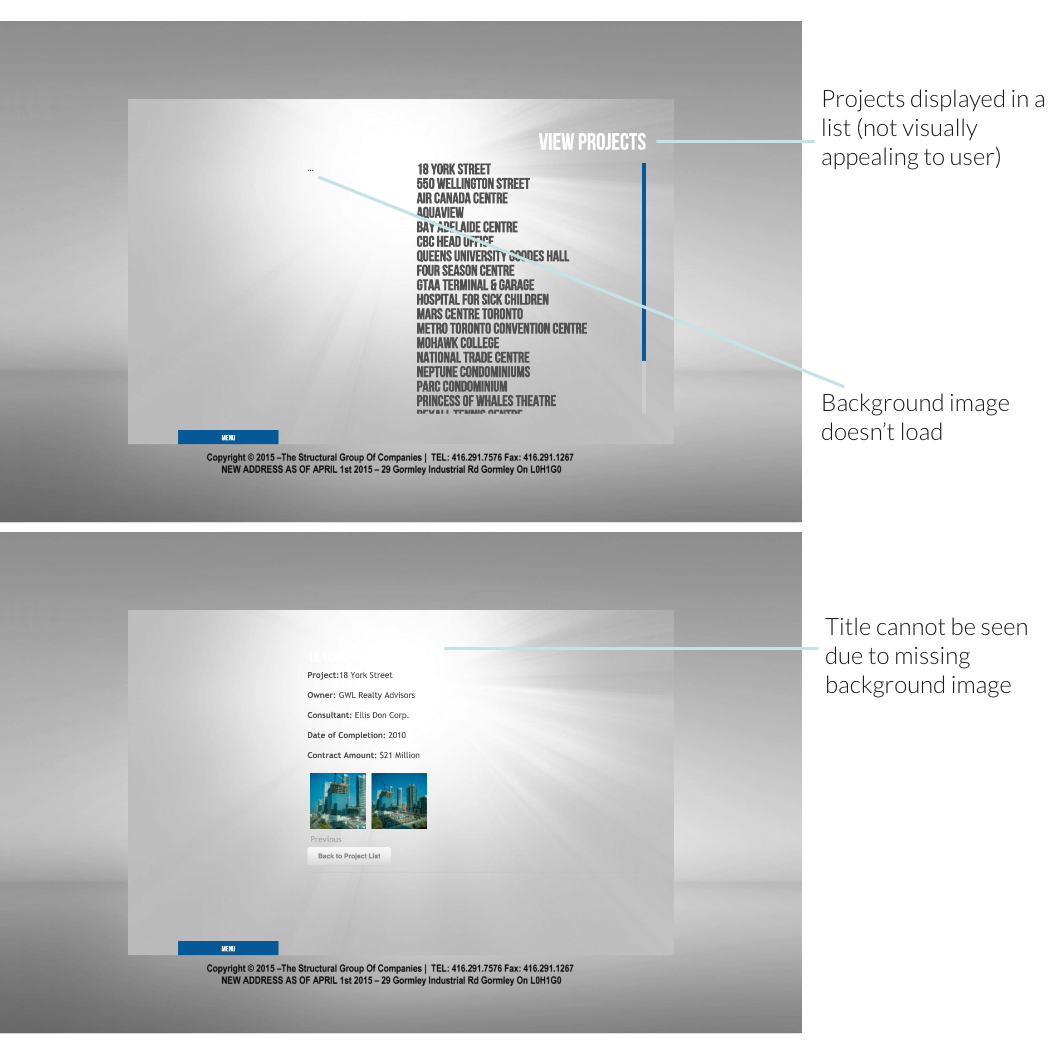 Projects displayed in a
list (not visually
appealing to user)
VIEW PROJECTS
...
18 YORK STREET
550 WELLINGTON STREET
AIR CANADA CENTRE
AQUAVIEW
BAY ADELAIDE CENTRE
CBC HEAD OFFICE
QUEENS UNIVERSITY GOODES HALL
FOUR SEASON CENTRE
GTAA TERMINAL & GARAGE
HOSPITAL FOR SICK CHILDREN
MARS CENTRE TORONTO
METRO TORONTO CONVENTION CENTRE
MOHAWK COLLEGE
NATIONAL TRADE CENTRE
NEPTUNE CONDOMINIUMS
PARC CONDOMINIUM
PRINCESS OF WHALES THEATRE
REXALL TENNIS CENTRE
Background image
doesn't load
MENU
Copyright © 2015 –The Structural Group Of Companies | TEL: 416.291.7576 Fax: 416.291.1267
NEW ADDRESS AS OF APRIL 1st 2015 – 29 Gormley Industrial Rd Gormley On L0H1G0
Title cannot be seen
due to missing
background image
Project:18 York Street
Owner: GWL Realty Advisors
Consultant: Ellis Don Corp.
Date of Completion: 2010
Contract Amount: $21 Million
Previous
Back to Project List
MENU
Copyright © 2015 –The Structural Group Of Companies | TEL: 416.291.7576 Fax: 416.291.1267
NEW ADDRESS AS OF APRIL 1st 2015 – 29 Gormley Industrial Rd Gormley On L0H1G0